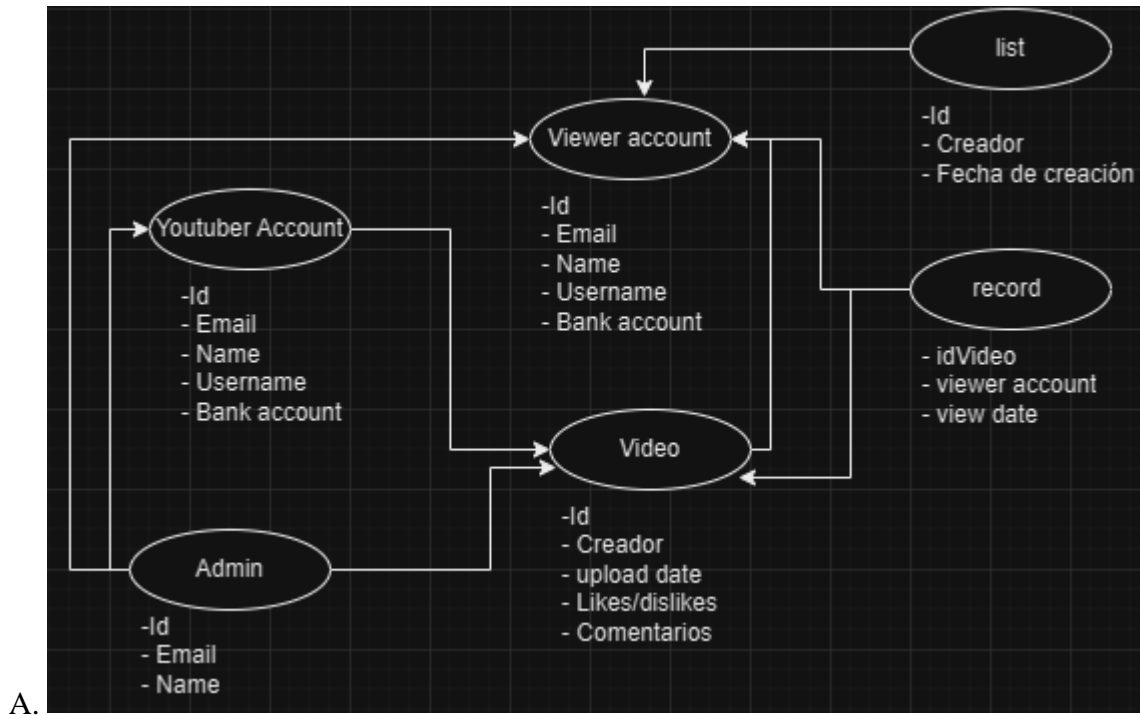 list
-Id
- Creador
- Fecha de creación
Viewer account
-Id
- Email
- Name
- Username
- Bank account
Youtuber Account
-Id
- Email
- Name
- Username
- Bank account
record
- idVideo
- viewer account
- view date
Video
-Id
- Creador
- upload date
- Likes/dislikes
- Comentarios
Admin
-Id
- Email
- Name
A.